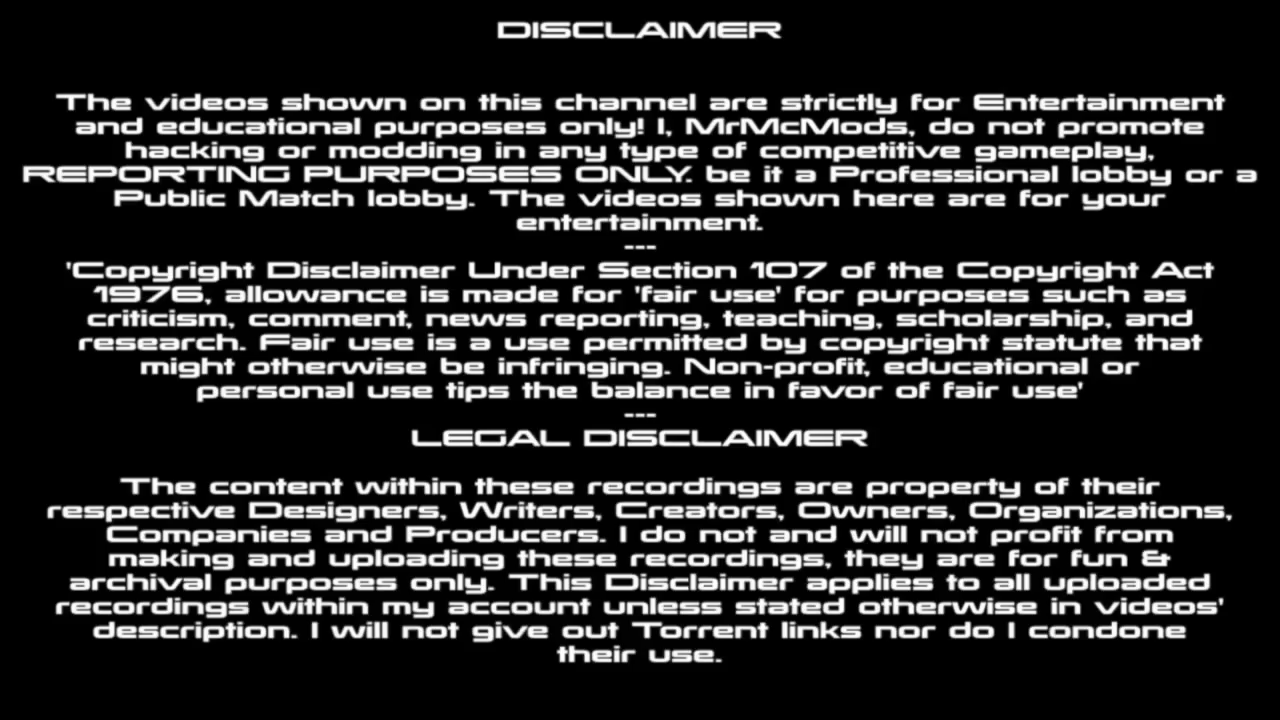 DISCLAIMER
The videos shown on this channel are strictly for Entertainment
and educational purposes only! I, MrMcMods, do not promote
hacking or modding in any type of competitive gameplay,
REPORTING PURPOSES ONLY. be it a Professional lobby or a
Public Match lobby. The videos shown here are for your
entertainment.
---
'Copyright Disclaimer Under Section 107 of the Copyright Act
1976, allowance is made for 'fair use' for purposes such as
criticism, comment, news reporting, teaching, scholarship, and
research. Fair use is a use permitted by copyright statute that
might otherwise be infringing. Non-profit, educational or
personal use tips the balance in favor of fair use'
---
LEGAL DISCLAIMER
The content within these recordings are property of their
respective Designers, Writers, Creators, Owners, Organizations,
Companies and Producers. I do not and will not profit from
making and uploading these recordings, they are for fun &
archival purposes only. This Disclaimer applies to all uploaded
recordings within my account unless stated otherwise in videos'
description. I will not give out Torrent links nor do I condone
their use.